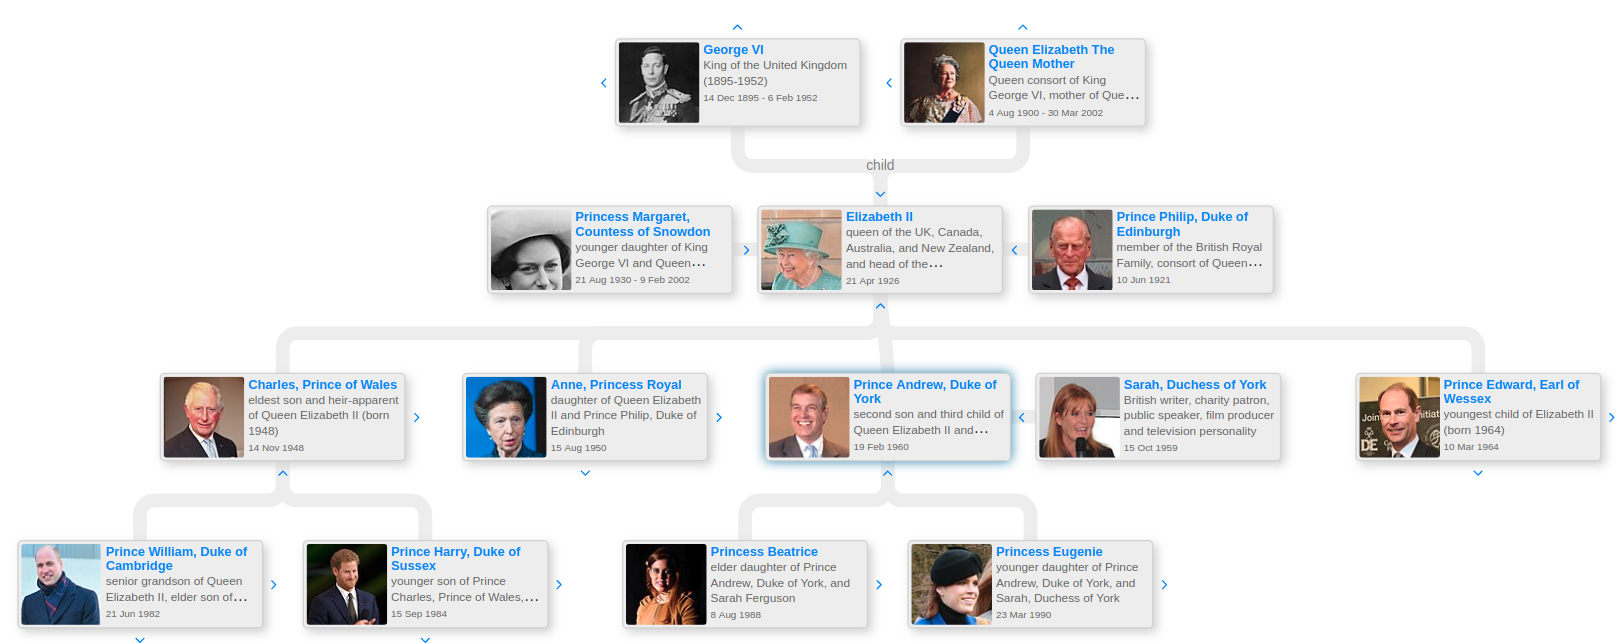 George VI
King of the United Kingdom
(1895-1952)
14 Dec 1895 - 6 Feb 1952
Queen Elizabeth The
Queen Mother
Queen consort of King
George VI, mother of Que...
4 Aug 1900 - 30 Mar 2002
child
Princess Margaret,
Countess of Snowdon
younger daughter of King
George VI and Queen...
21 Aug 1930 - 9 Feb 2002
Elizabeth II
queen of the UK, Canada,
Australia, and New Zealand,
and head of the...
21 Apr 1926
Prince Philip, Duke of
Edinburgh
member of the British Royal
Family, consort of Queen...
10 Jun 1921
Charles, Prince of Wales
eldest son and heir-apparent
of Queen Elizabeth II (born
1948)
14 Nov 1948
Anne, Princess Royal
daughter of Queen Elizabeth
II and Prince Philip, Duke of
Edinburgh
15 Aug 1950
Prince Andrew, Duke of
York
second son and third child of
Queen Elizabeth II and...
19 Feb 1960
Sarah, Duchess of York
British writer, charity patron,
public speaker, film producer
and television personality
15 Oct 1959
Join
itiat
DE
Prince Edward, Earl of
Wessex
youngest child of Elizabeth II
(born 1964)
10 Mar 1964
Prince William, Duke of
Cambridge
senior grandson of Queen
Elizabeth II, elder son of...
21 Jun 1982
Prince Harry, Duke of
Sussex
younger son of Prince
Charles, Prince of Wales,...
15 Sep 1984
Princess Beatrice
elder daughter of Prince
Andrew, Duke of York, and
Sarah Ferguson
8 Aug 1988
Princess Eugenie
younger daughter of Prince
Andrew, Duke of York, and
Sarah, Duchess of York
23 Mar 1990